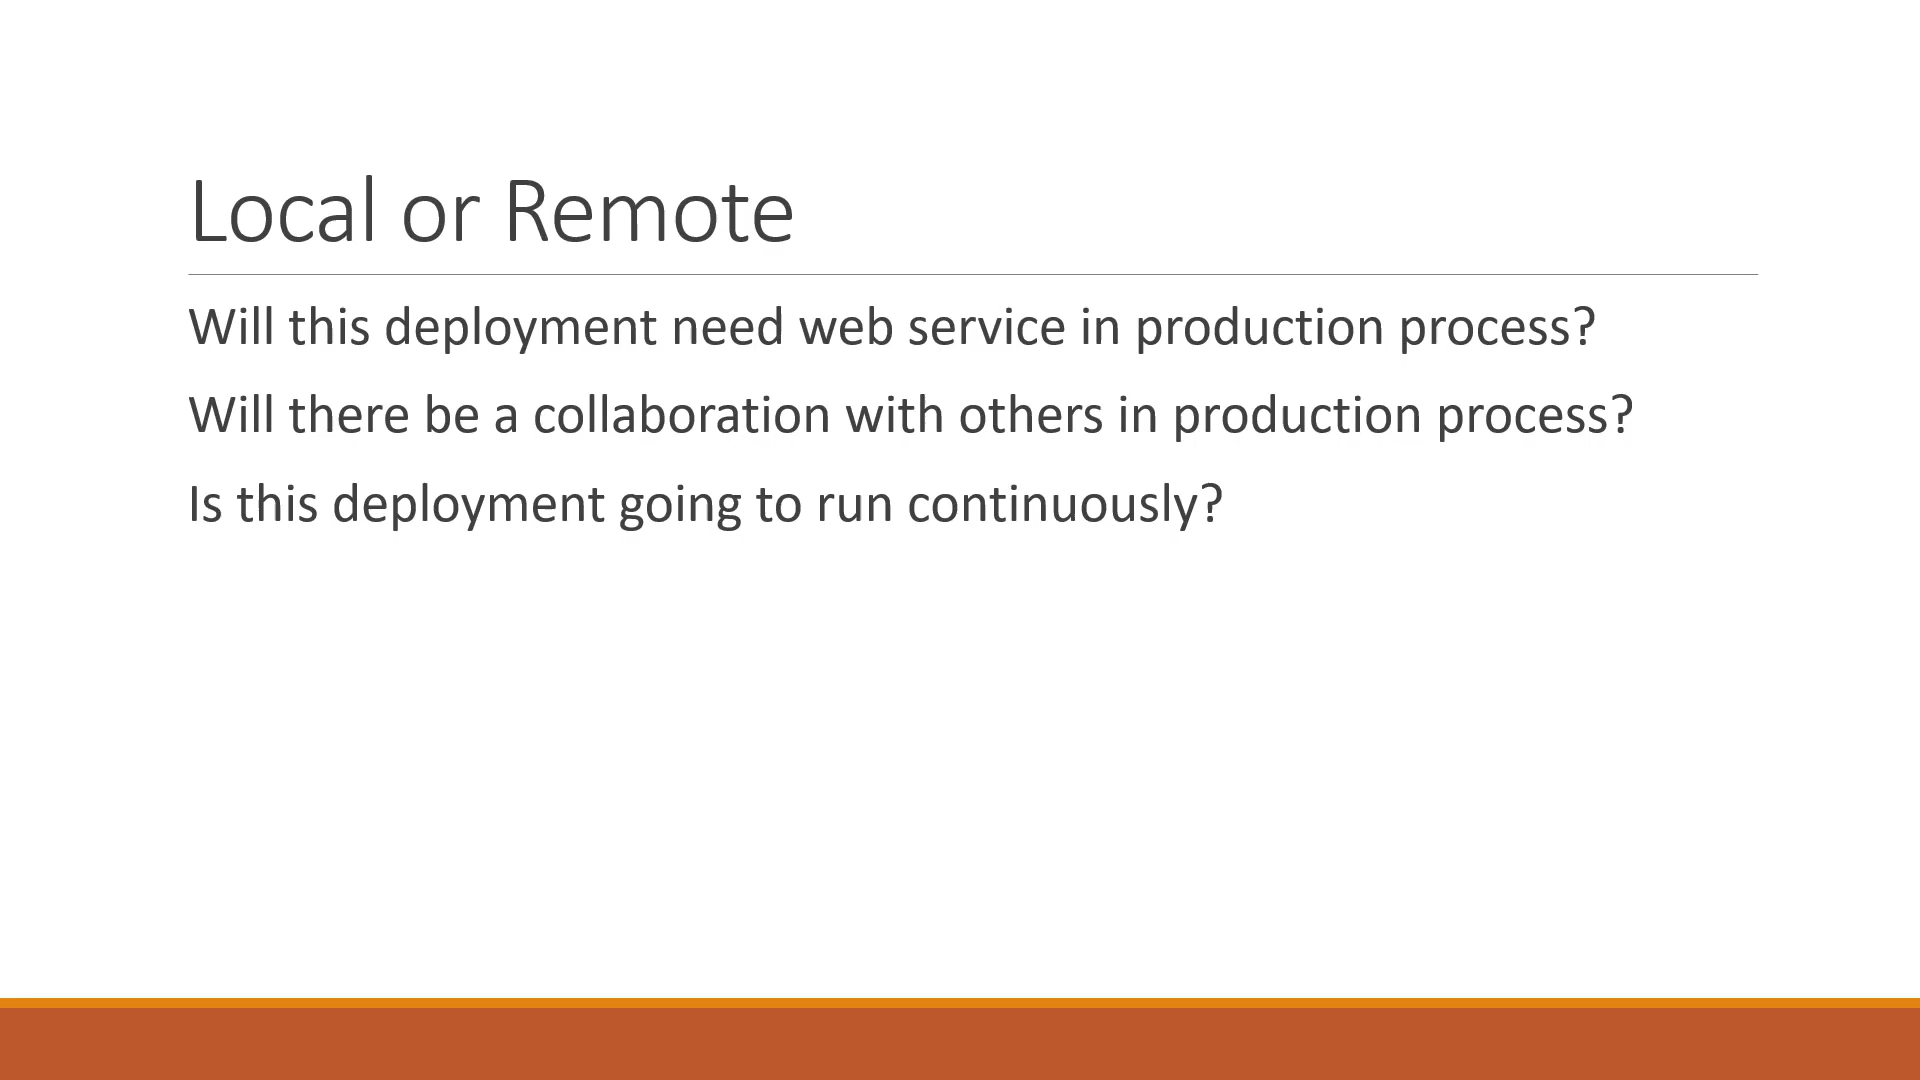 Local or Remote
Will this deployment need web service in production process?
Will there be a collaboration with others in production process?
Is this deployment going to run continuously?